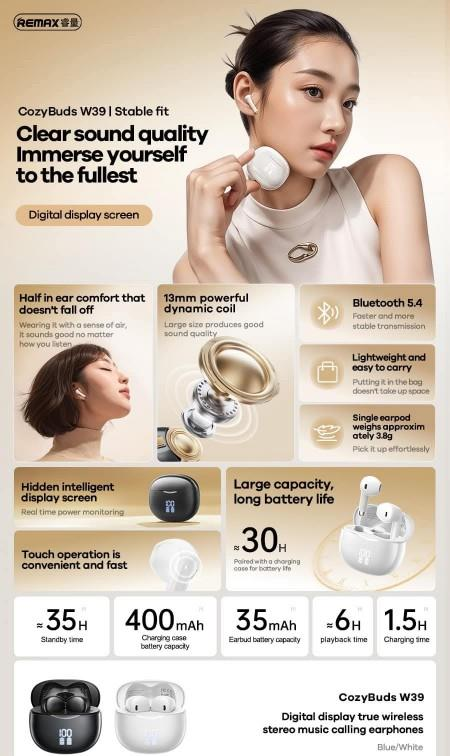 REMAX 睿量
CozyBuds W39 | Stable fit
Clear sound quality
Immerse yourself
to the fullest
Digital display screen
Half in ear comfort that
doesn't fall off
Wearing it with a sense of air,
it sounds good no matter
how you listen
13mm powerful
dynamic coil
Large size produces good
sound quality
Bluetooth 5.4
Faster and more
stable transmission
Lightweight and
easy to carry
Putting it in the bag
doesn't take up space
Single earpod
weighs approxim
ately 3.8g
Pick it up effortlessly
Hidden intelligent
display screen
Real time power monitoring
100
Touch operation is
convenient and fast
Large capacity,
long battery life
≈30H
Paired with a charging
case for battery life
100
≈35H
Standby time
400mAh
Charging case
battery capacity
35mAh
Earbud battery capacity
≈6H
playback time
1.5H
Charging time
100
100
CozyBuds W39
Digital display true wireless
stereo music calling earphones
Blue/White